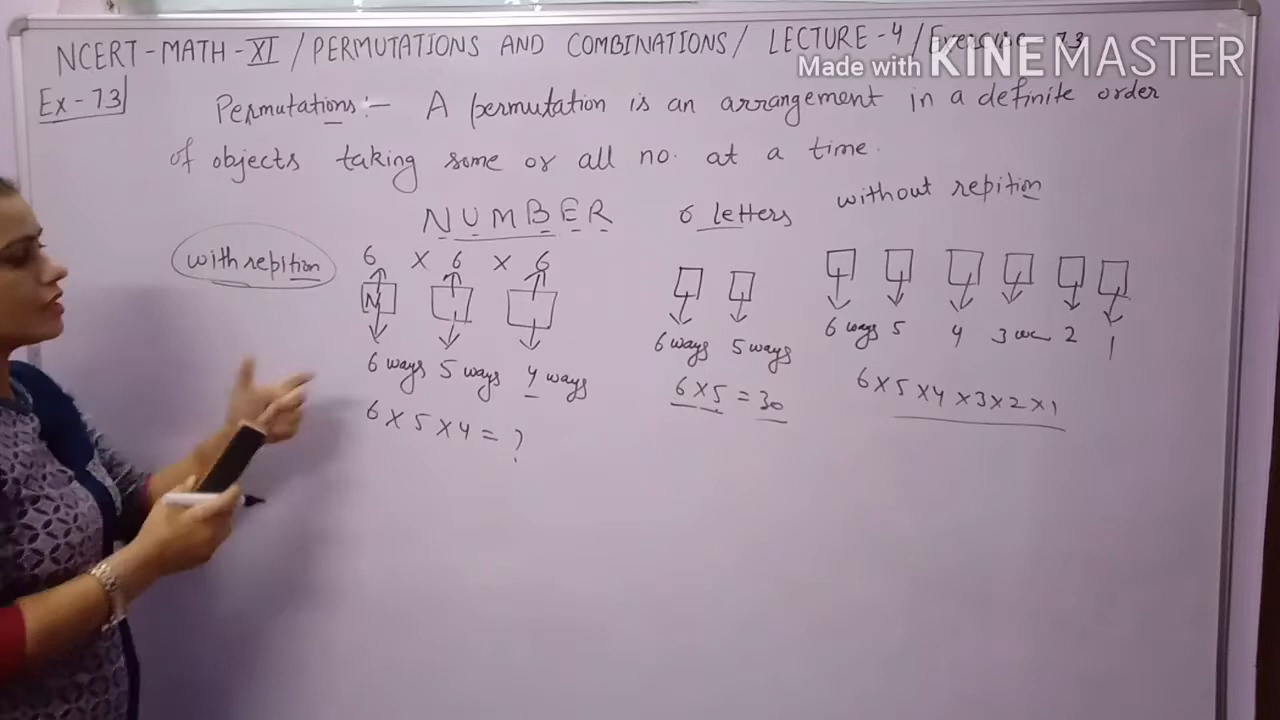 NCERT-MATH-XI / PERMUTATIONS AND COMBINATIONS / LECTURE-4 / Exercise 7.3
Made with KINEMASTER
Ex-7.3
Permutations:- A permutation is an arrangement in a definite order
of objects taking some or all no. at a time.
NUMBER 6 letters without repition
with repition 6 X 6 X 6
N
6 ways 5 ways 4 ways
6 X 5 X 4 = ?
6 ways 5 ways
6 X 5 = 30
6 ways 5 4 3 2 1
6 X 5 X 4 X 3 X 2 X 1